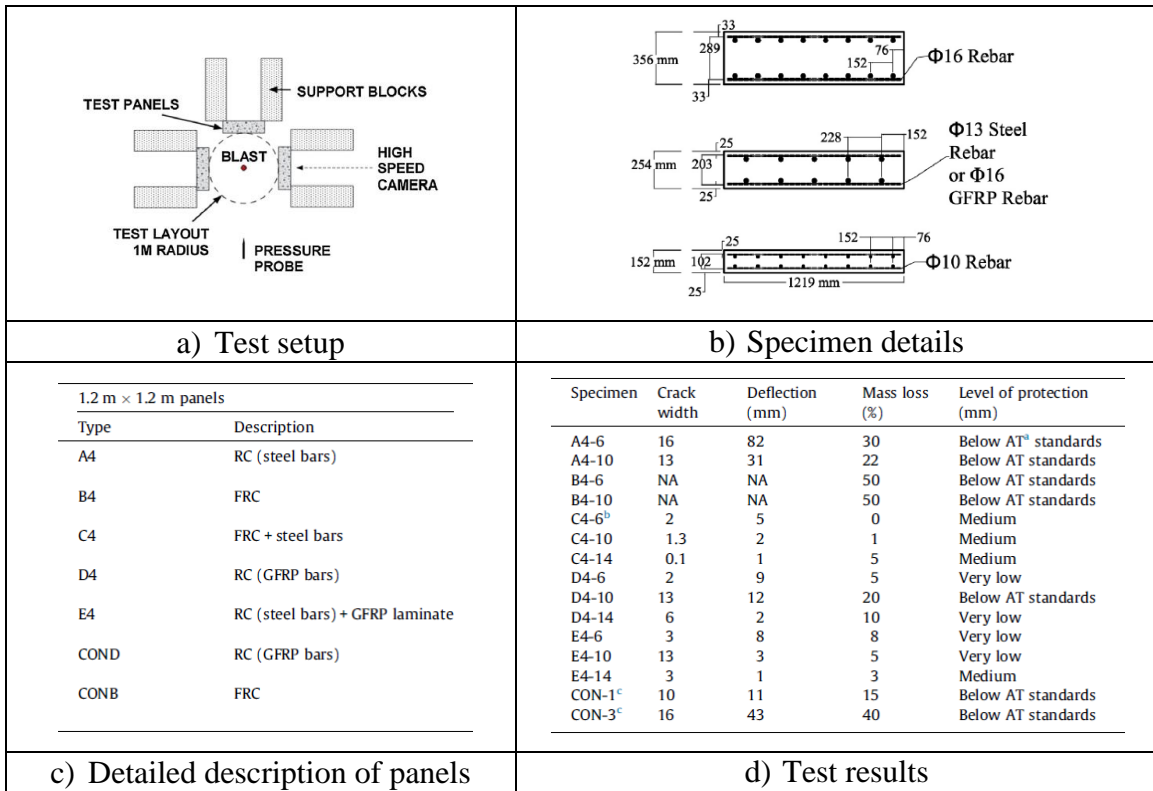 SUPPORT BLOCKS
TEST PANELS
BLAST
HIGH
SPEED
CAMERA
TEST LAYOUT
1M RADIUS
PRESSURE
PROBE
a) Test setup
33
356 mm
289
76
152
Φ16 Rebar
33
25
228
152
Φ13 Steel
Rebar
or Φ16
GFRP Rebar
254 mm
203
25
25
152
76
152 mm
102
Φ10 Rebar
25
1219 mm
b) Specimen details
1.2 m × 1.2 m panels
Type Description
A4 RC (steel bars)
B4 FRC
C4 FRC + steel bars
D4 RC (GFRP bars)
E4 RC (steel bars) + GFRP laminate
COND RC (GFRP bars)
CONB FRC
c) Detailed description of panels
Specimen Crack Deflection Mass loss Level of protection
width (mm) (%) (mm)
A4-6 16 82 30 Below ATa standards
A4-10 13 31 22 Below AT standards
B4-6 NA NA 50 Below AT standards
B4-10 NA NA 50 Below AT standards
C4-6b 2 5 0 Medium
C4-10 1.3 2 1 Medium
C4-14 0.1 1 5 Medium
D4-6 2 9 5 Very low
D4-10 13 12 20 Below AT standards
D4-14 6 2 10 Very low
E4-6 3 8 8 Very low
E4-10 13 3 5 Very low
E4-14 3 1 3 Medium
CON-1c 10 11 15 Below AT standards
CON-3c 16 43 40 Below AT standards
d) Test results